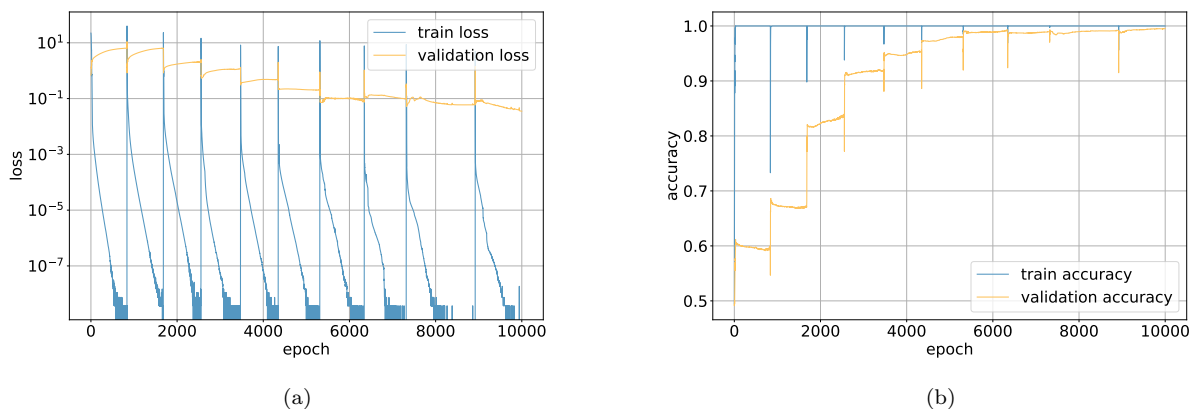 train loss
validation loss
10^1
10^-1
10^-3
10^-5
10^-7
loss
0 2000 4000 6000 8000 10000
epoch
(a)
1.0
0.9
0.8
0.7
0.6
0.5
accuracy
train accuracy
validation accuracy
0 2000 4000 6000 8000 10000
epoch
(b)